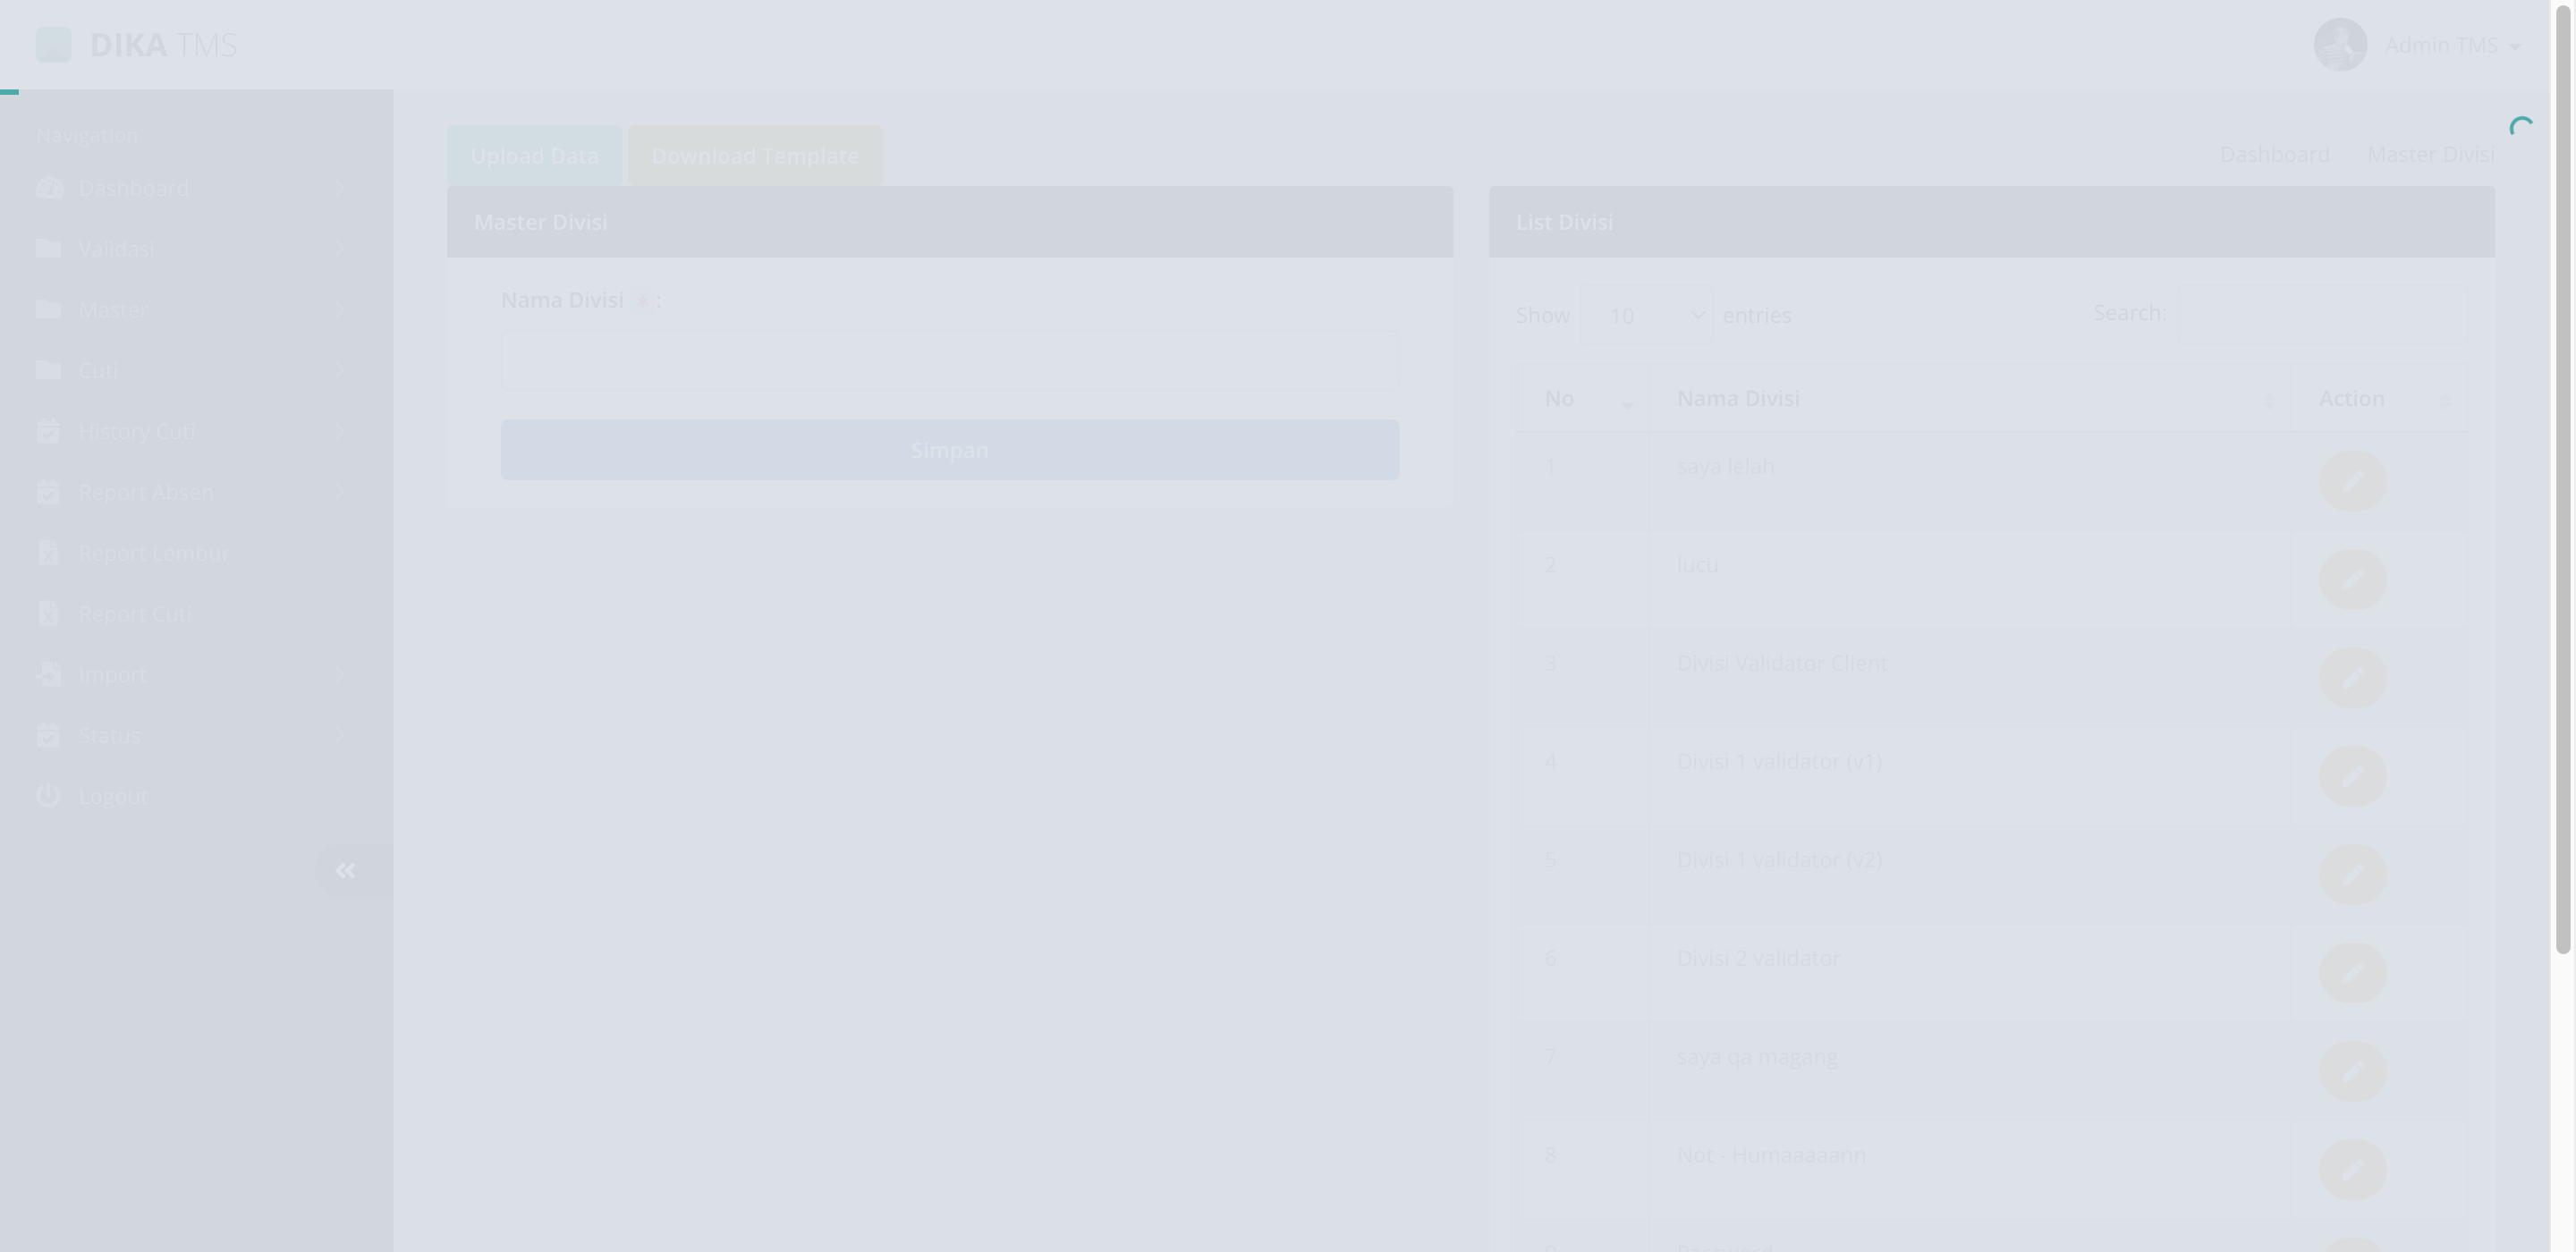 DIKA TMS
Admin TMS
Navigation
Dashboard
Validasi
Master
Cuti
History Cuti
Report Absen
Report Lembur
Report Cuti
Import
Status
Logout
Upload Data
Download Template
Dashboard Master Divisi
Master Divisi
Nama Divisi * :
Simpan
List Divisi
Show 10 entries
Search:
No Nama Divisi Action
1 saya lelah
2 lucu
3 Divisi Validator Client
4 Divisi 1 validator (v1)
5 Divisi 1 validator (v2)
6 Divisi 2 validator
7 saya qa magang
8 Not - Humaaaaann